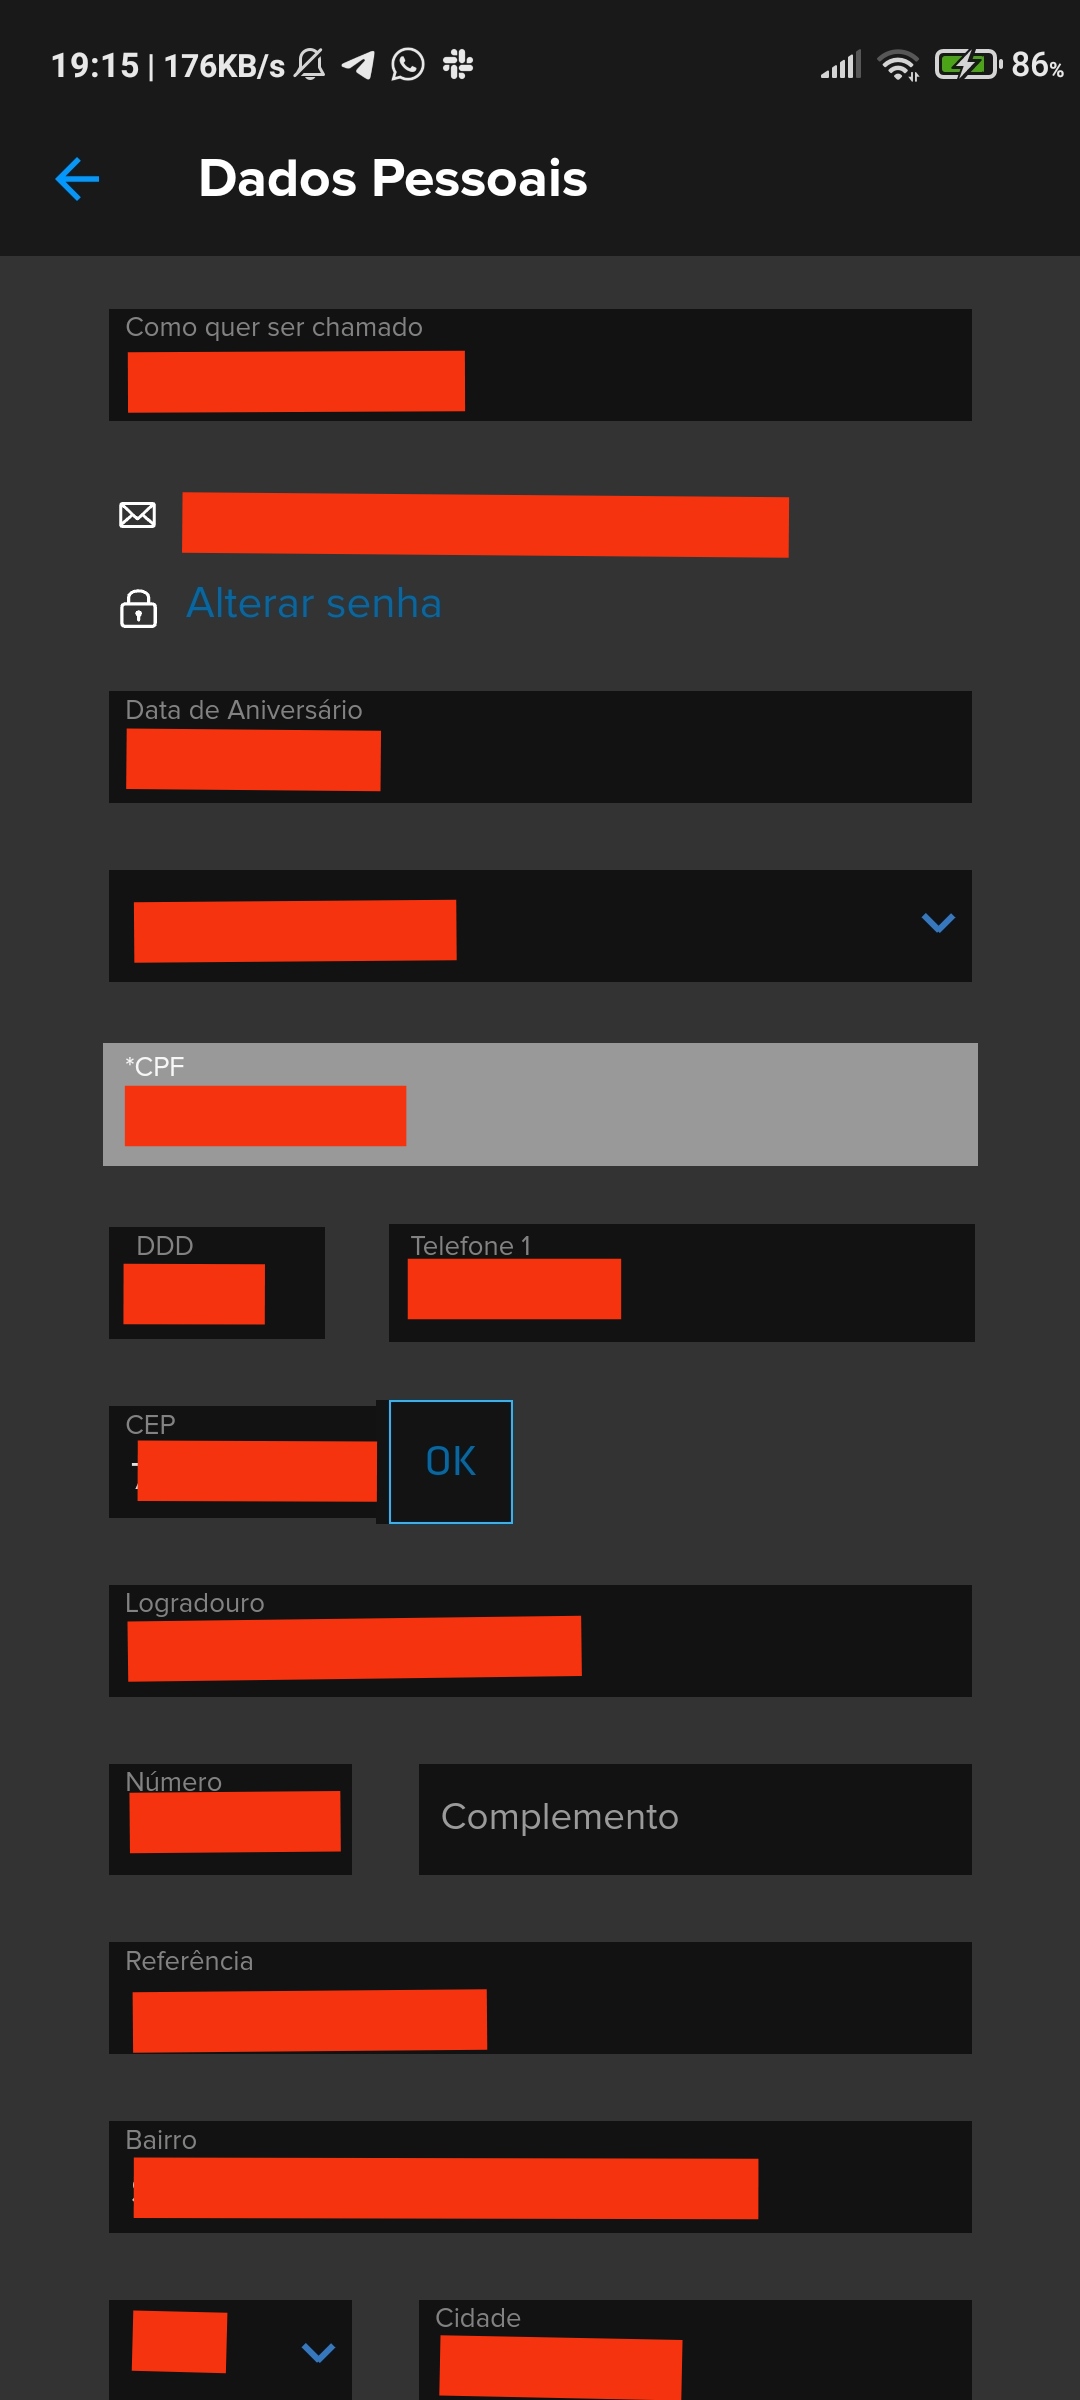 19:15 | 176KB/s 86%
Dados Pessoais
Como quer ser chamado
Alterar senha
Data de Aniversário
*CPF
DDD Telefone 1
CEP
OK
Logradouro
Número
Complemento
Referência
Bairro
Cidade